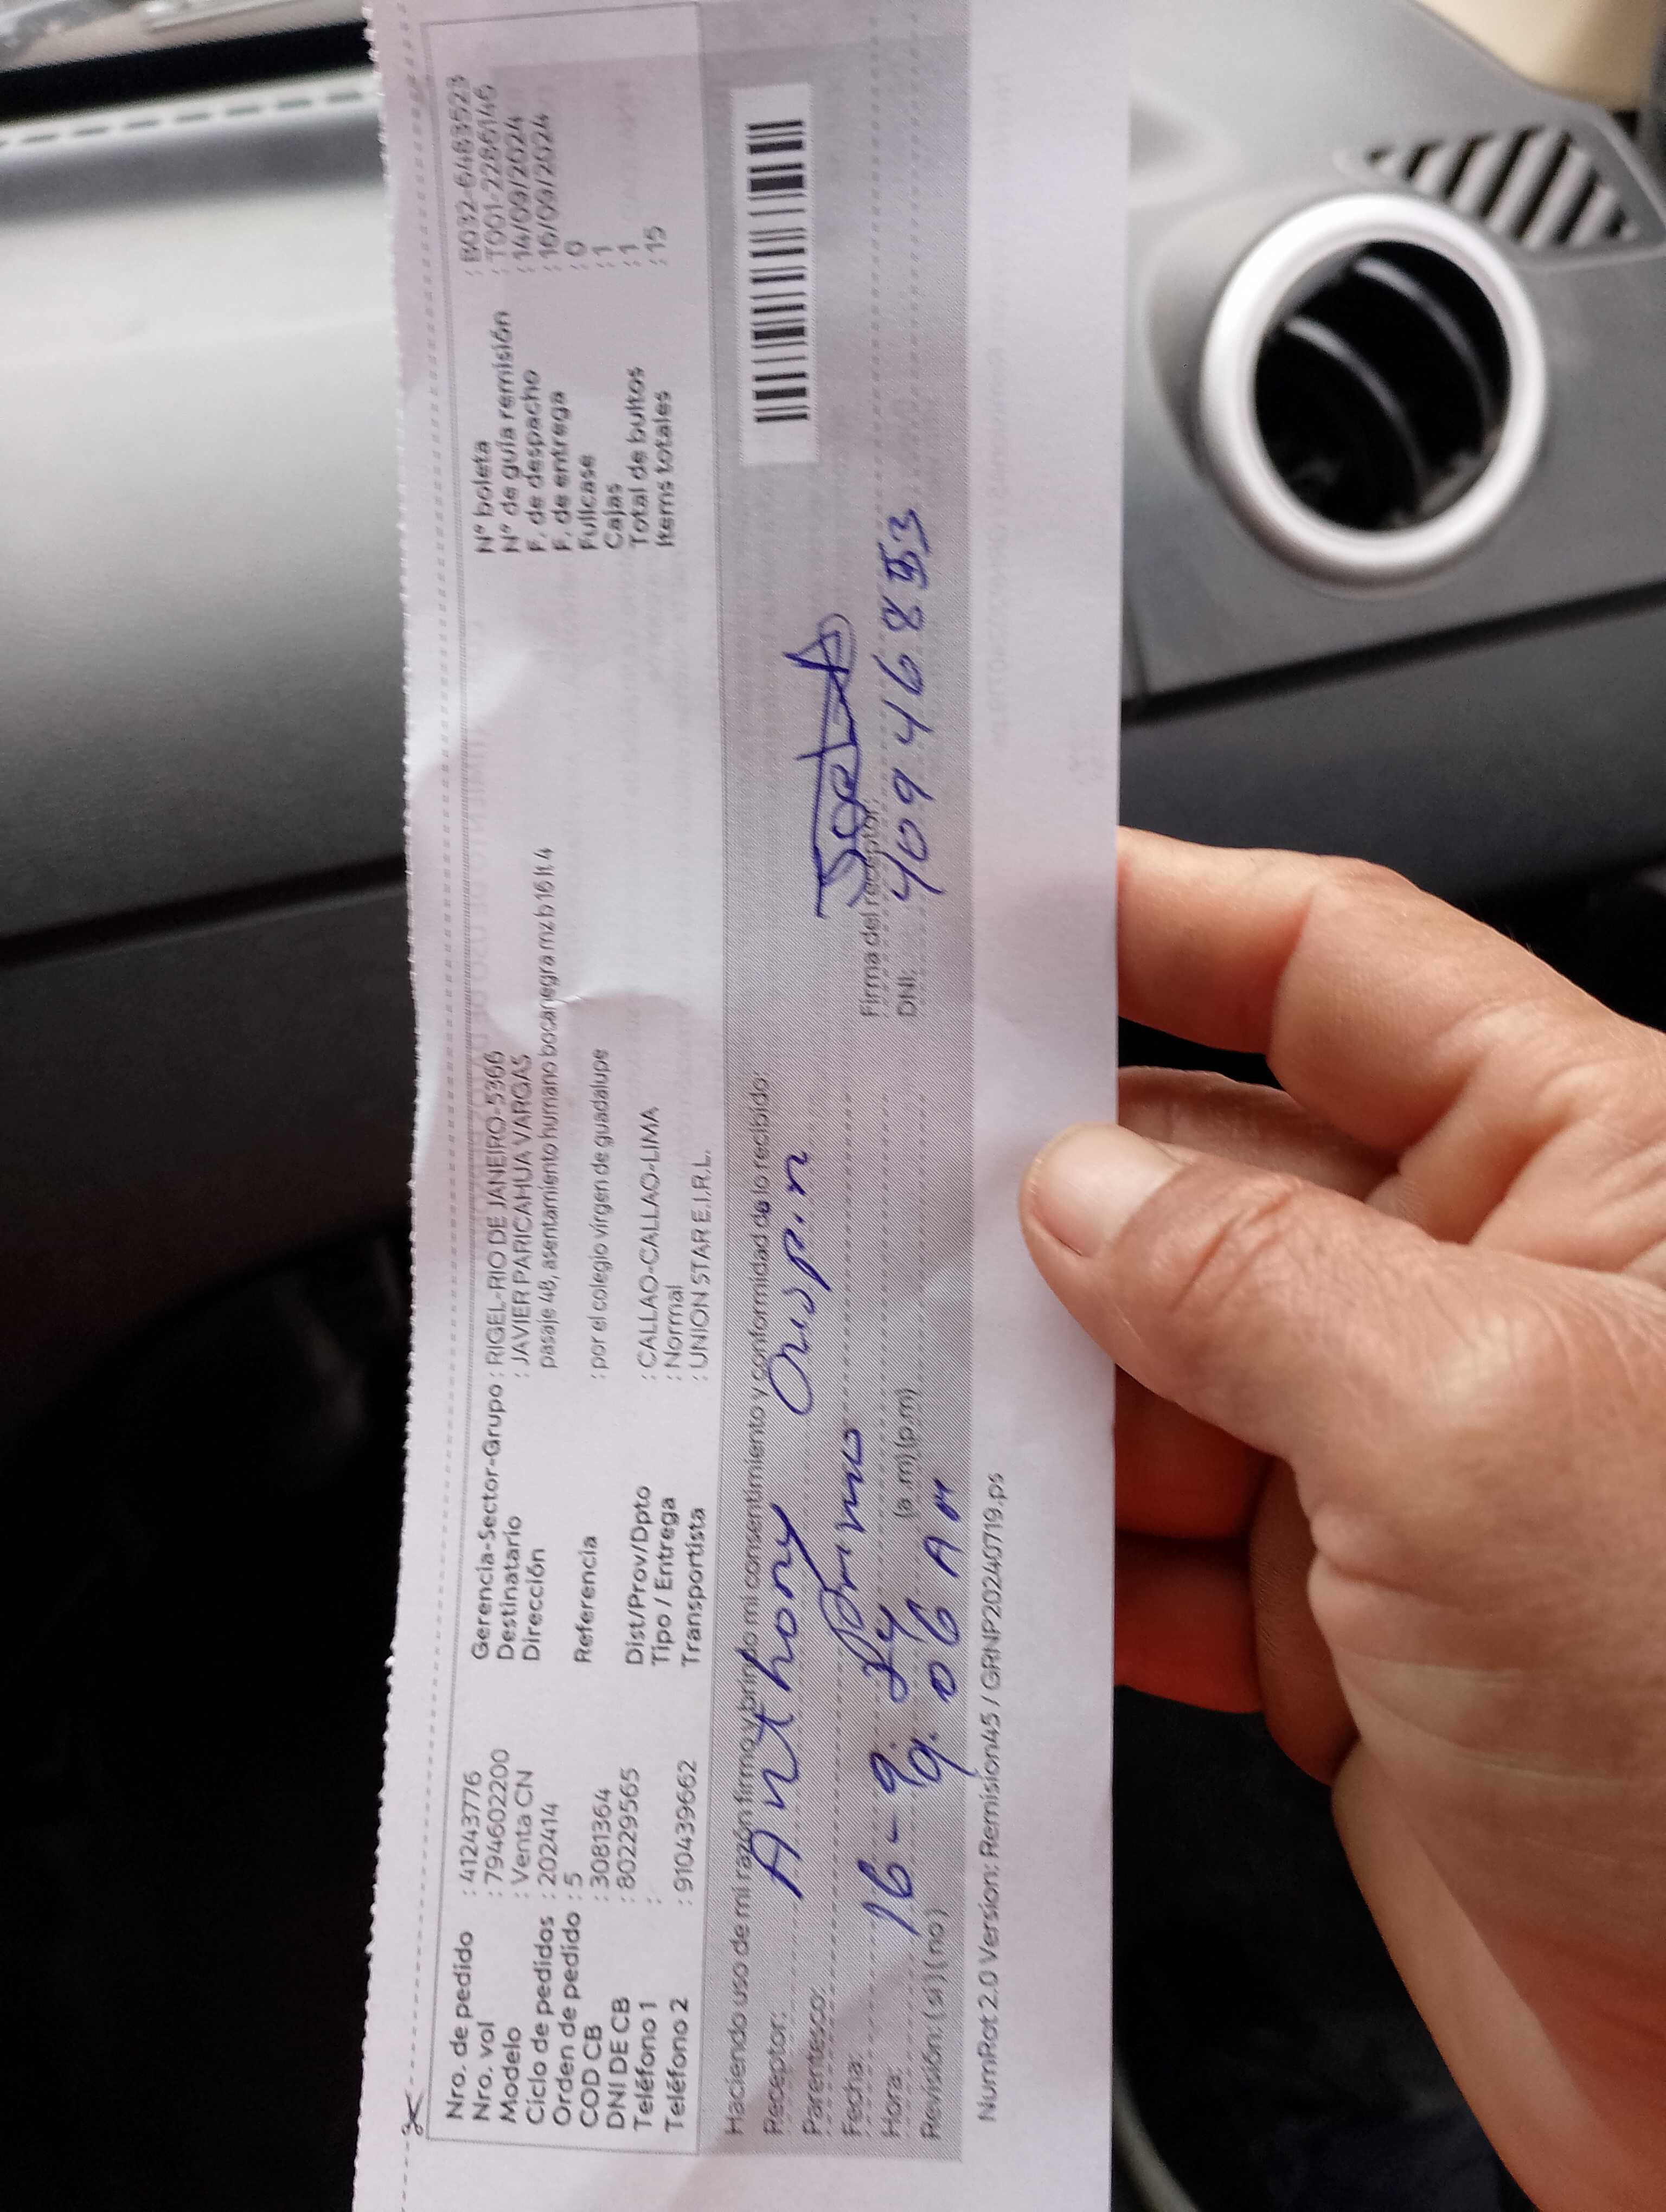 Nro. de pedido : 41243776
Nro. vol : 794602200
Modelo : Venta CN
Ciclo de pedidos : 202414
Orden de pedido : 5
COD CB : 3081364
DNI DE CB : 80229565
Teléfono 1 :
Teléfono 2 : 910439662
Gerencia-Sector-Grupo : RIGEL-RIO DE JANEIRO-5366
Destinatario : JAVIER PARICAHUA VARGAS
Dirección pasaje 48, asentamiento humano bocanegra mz b16 lt.4
Referencia : por el colegio vírgen de guadalupe
Dist/Prov/Dpto : CALLAO-CALLAO-LIMA
Tipo / Entrega : Normal
Transportista : UNION STAR E.I.R.L.
N° boleta : B032-6483523
N° de guía remisión : T001-2286146
F. de despacho : 14/09/2024
F. de entrega : 16/09/2024
Fullcase : 0
Cajas : 1
Total de bultos : 1
Items totales : 15
Haciendo uso de mi razón firmo y brindo mi consentimiento y conformidad de lo recibido:
Receptor: Anthony Crispin
Parentesco: Primo
Fecha: 16-9-24
Hora: 9.06 AM (a.m)(p.m)
Revisión: (si) (no)
Firma del receptor:
DNI: 409468
NumRot 2.0 Version: Remision45 / GRNP20240719.ps